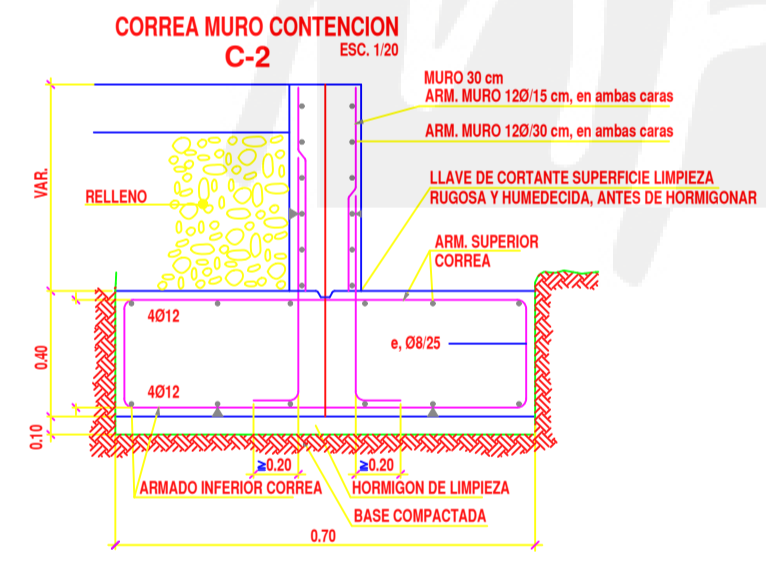 CORREA MURO CONTENCION
C-2
ESC. 1/20
MURO 30 cm
ARM. MURO 12Ø/15 cm, en ambas caras
ARM. MURO 12Ø/30 cm, en ambas caras
LLAVE DE CORTANTE SUPERFICIE LIMPIEZA
RUGOSA Y HUMEDECIDA, ANTES DE HORMIGONAR
VAR.
RELLENO
ARM. SUPERIOR
CORREA
4Ø12
e, Ø8/25
0.40
4Ø12
0.10
≥0.20
≥0.20
ARMADO INFERIOR CORREA
HORMIGON DE LIMPIEZA
BASE COMPACTADA
0.70